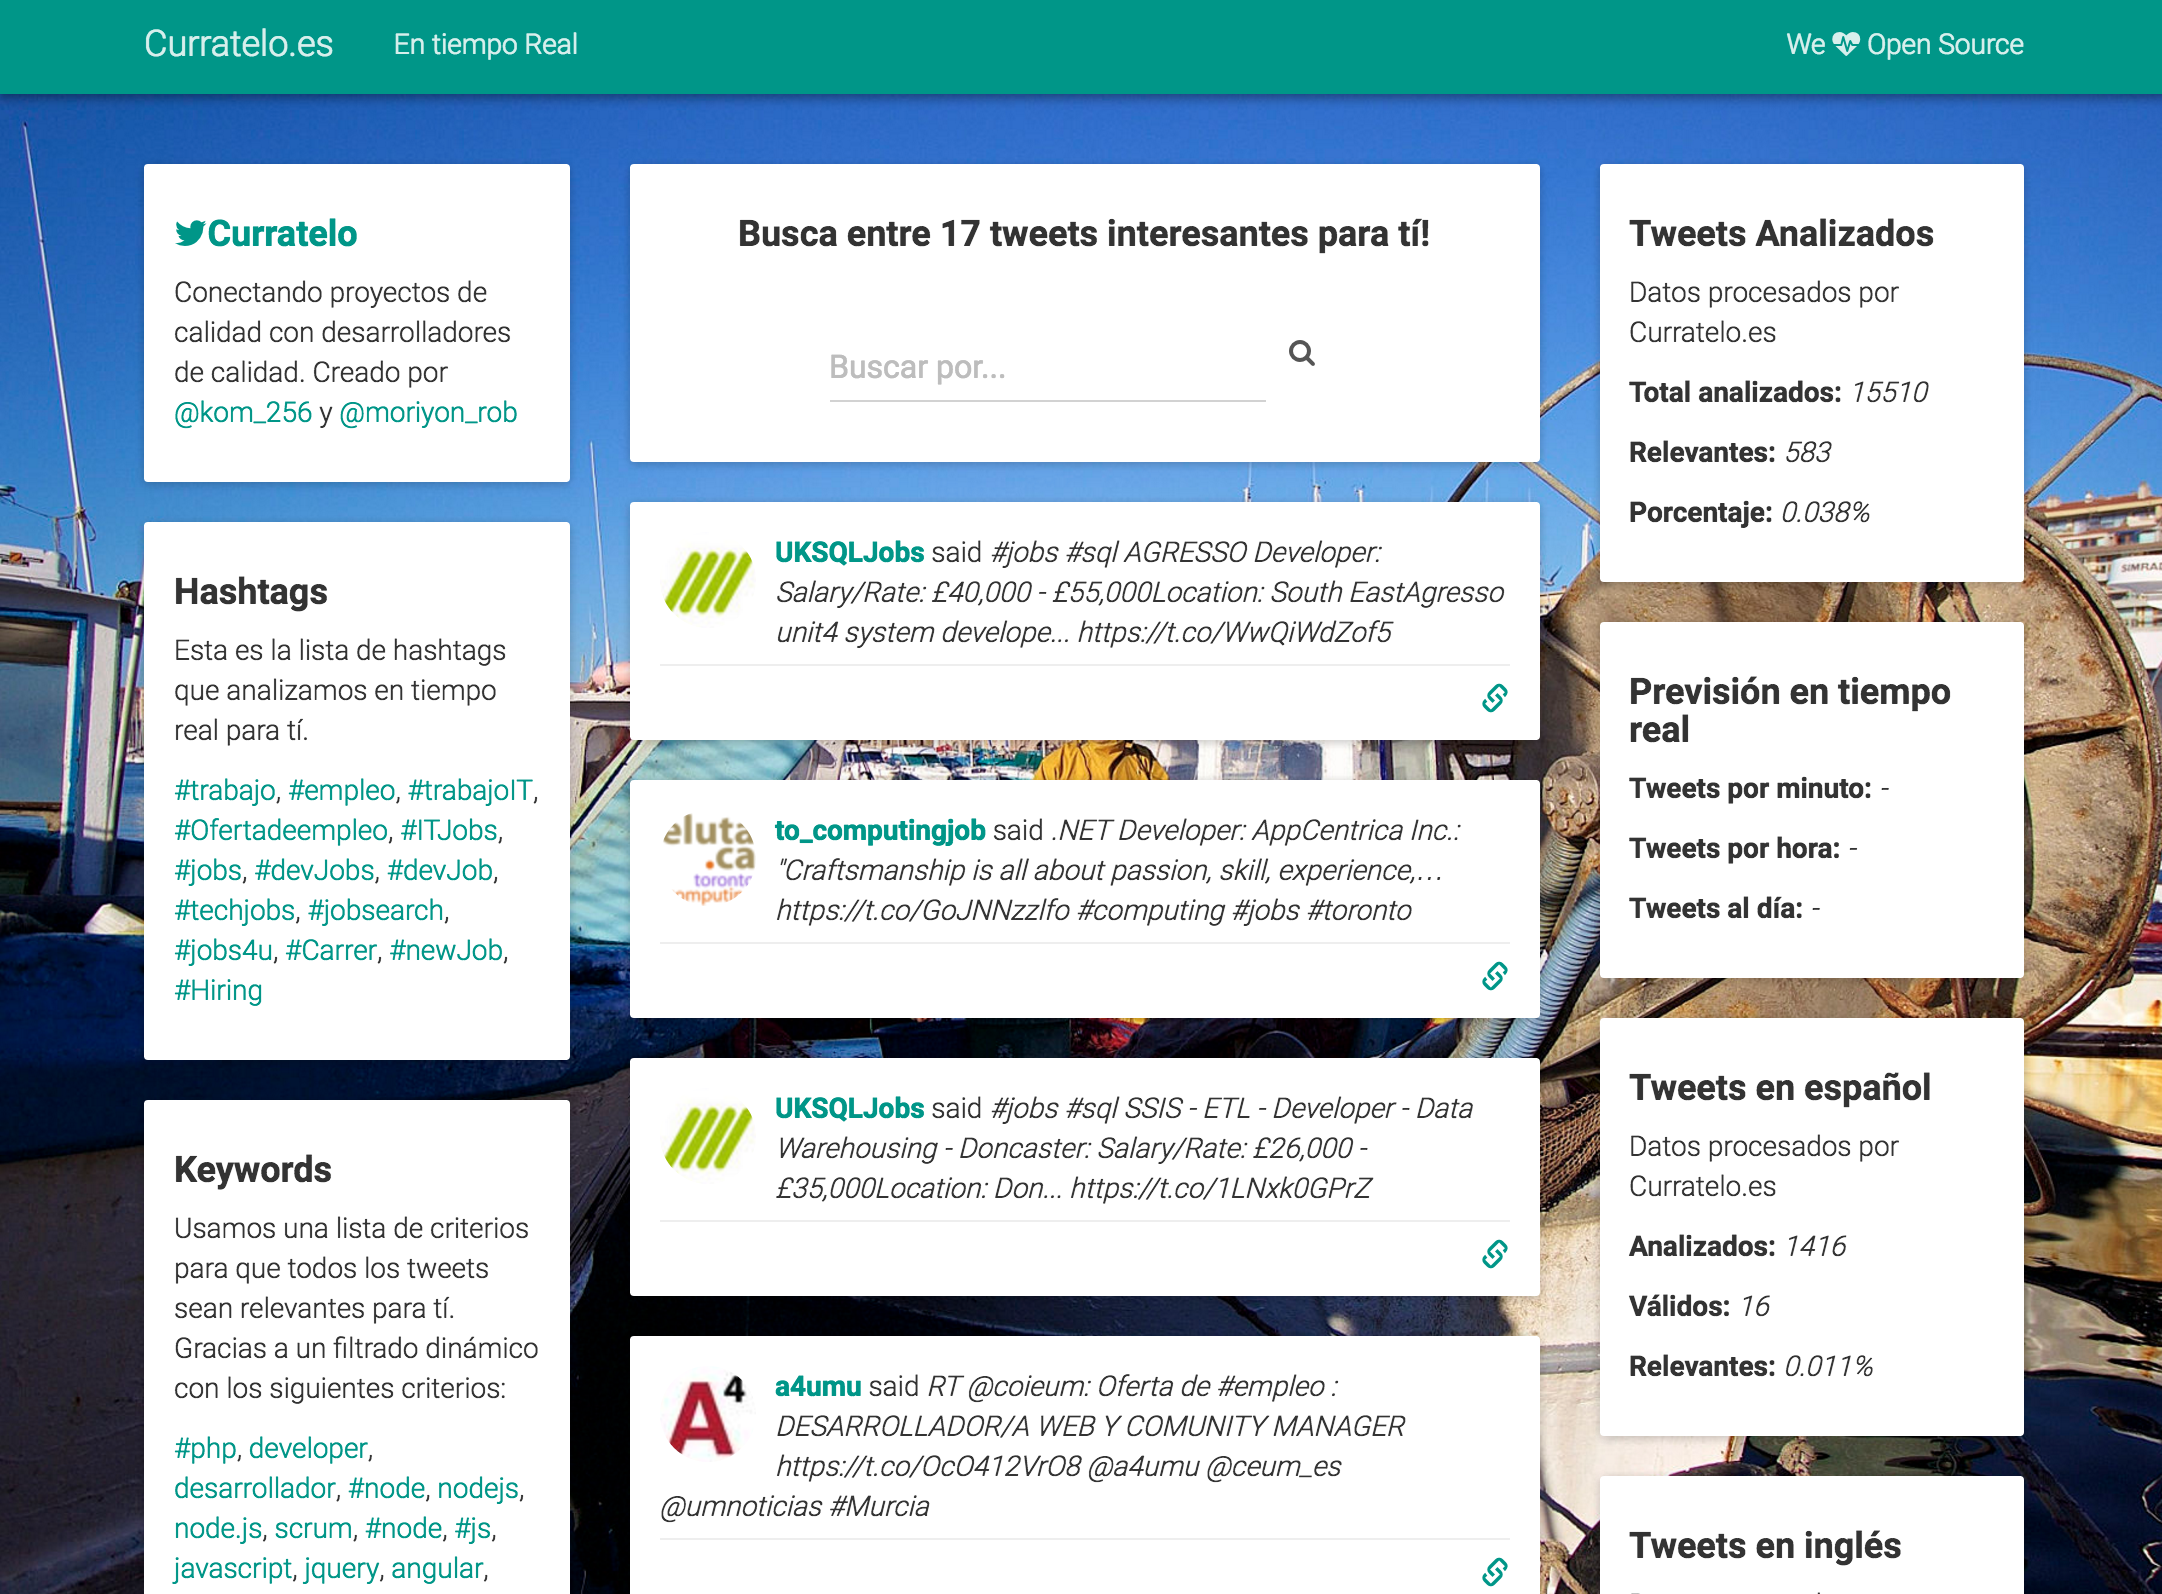 Curratelo.es
En tiempo Real
We Open Source
Curratelo
Conectando proyectos de
calidad con desarrolladores
de calidad. Creado por
@kom_256 y @moriyon_rob
Hashtags
Esta es la lista de hashtags
que analizamos en tiempo
real para tí.
#trabajo, #empleo, #trabajoIT,
#Ofertadeempleo, #ITJobs,
#jobs, #devJobs, #devJob,
#techjobs, #jobsearch,
#jobs4u, #Carrer, #newJob,
#Hiring
Keywords
Usamos una lista de criterios
para que todos los tweets
sean relevantes para tí.
Gracias a un filtrado dinámico
con los siguientes criterios:
#php, developer,
desarrollador, #node, nodejs,
node.js, scrum, #node, #js,
javascript, jquery, angular,
Busca entre 17 tweets interesantes para tí!
Buscar por...
UKSQLJobs said #jobs #sql AGRESSO Developer:
Salary/Rate: £40,000 - £55,000Location: South EastAgresso
unit4 system develope... https://t.co/WwQiWdZof5
eluta
.ca
toronto
to_computingjob said .NET Developer: AppCentrica Inc.:
"Craftsmanship is all about passion, skill, experience,…
https://t.co/GoJNNzzlfo #computing #jobs #toronto
UKSQLJobs said #jobs #sql SSIS - ETL - Developer - Data
Warehousing - Doncaster: Salary/Rate: £26,000 -
£35,000Location: Don... https://t.co/1LNxk0GPrZ
A4
a4umu said RT @coieum: Oferta de #empleo :
DESARROLLADOR/A WEB Y COMUNITY MANAGER
https://t.co/OcO412VrO8 @a4umu @ceum_es
@umnoticias #Murcia
Tweets Analizados
Datos procesados por
Curratelo.es
Total analizados: 15510
Relevantes: 583
Porcentaje: 0.038%
SIMRAD
Previsión en tiempo
real
Tweets por minuto: -
Tweets por hora: -
Tweets al día: -
Tweets en español
Datos procesados por
Curratelo.es
Analizados: 1416
Válidos: 16
Relevantes: 0.011%
Tweets en inglés